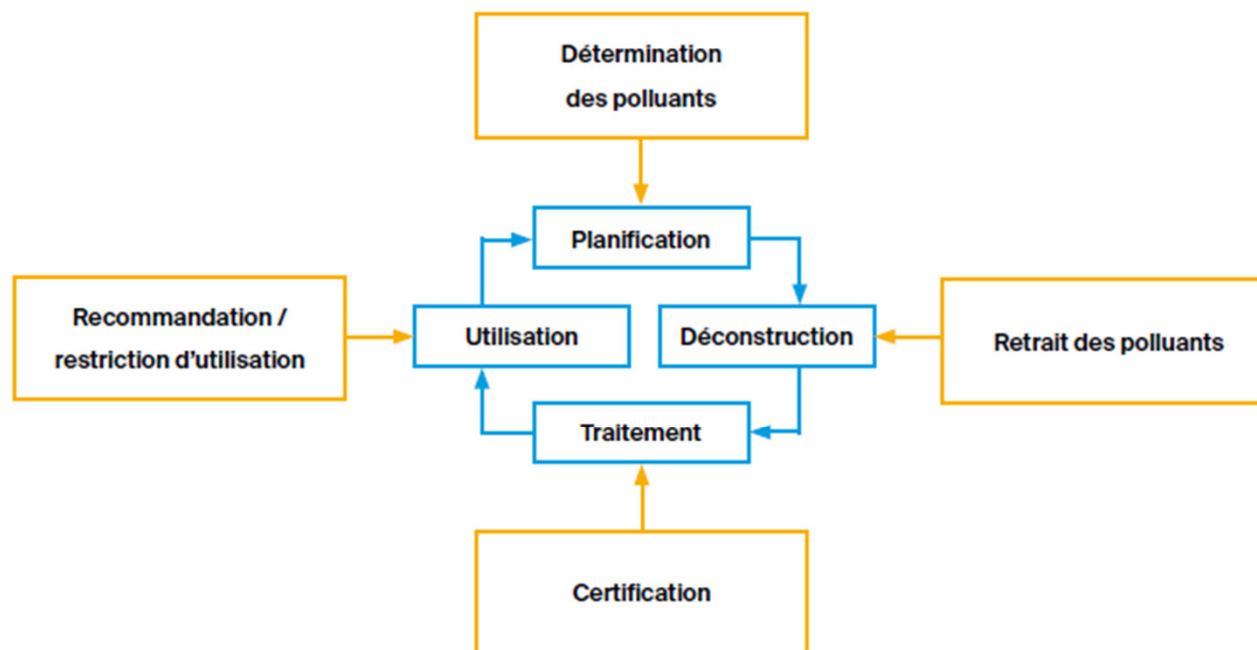 Détermination
des polluants
Planification
Recommandation /
restriction d'utilisation
Utilisation
Déconstruction
Retrait des polluants
Traitement
Certification